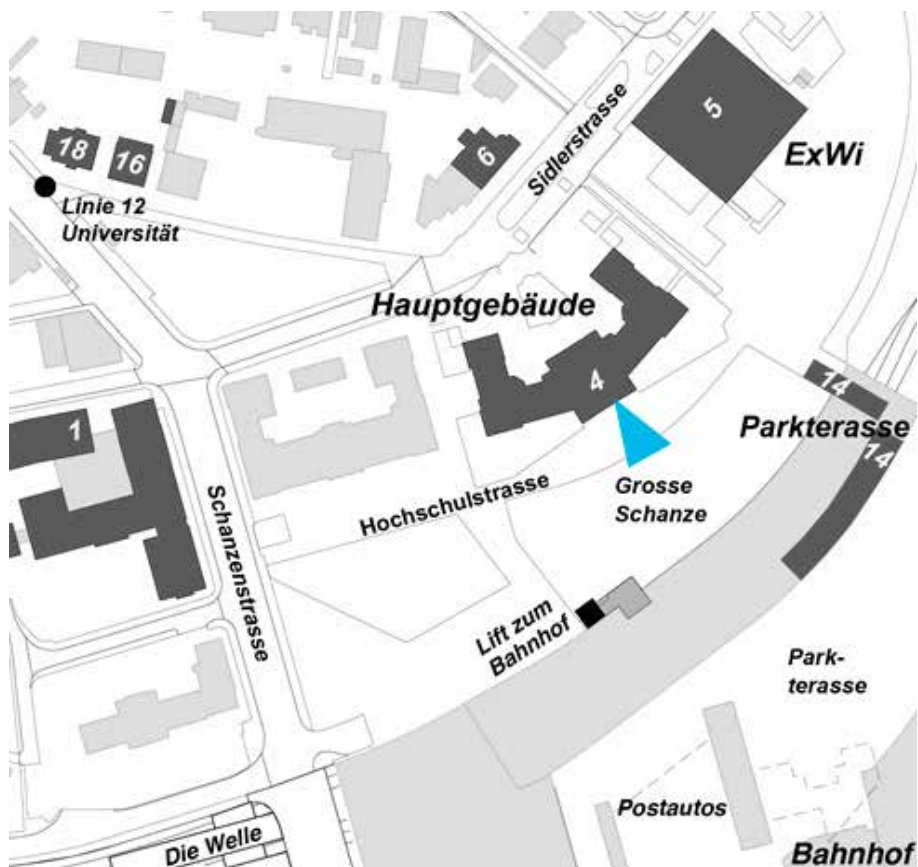 5
ExWi
Sidlerstrasse
6
18
16
Linie 12
Universität
Hauptgebäude
4
14
Parkterasse
14
1
Grosse
Schanze
Hochschulstrasse
Schanzenstrasse
Lift zum
Bahnhof
Park-
terasse
Postautos
Die Welle
Bahnhof